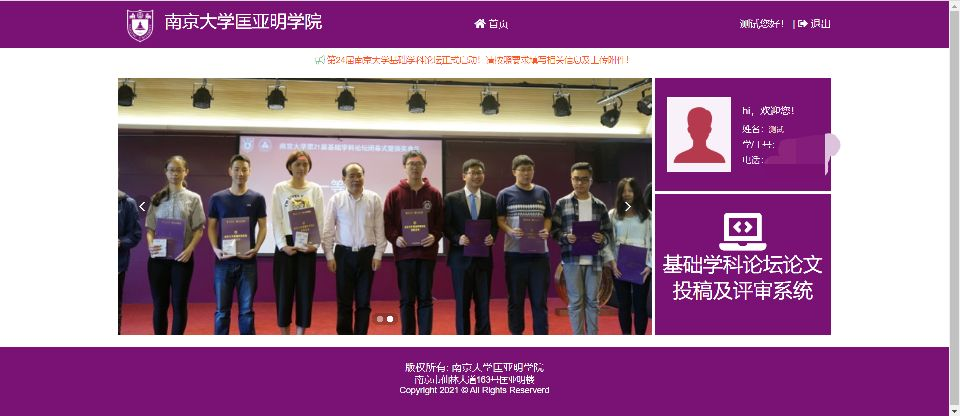 南京大学匡亚明学院
首页
测试您好! | 退出
第24届南京大学基础学科论坛正式启动! 请按照要求填写相关信息及上传附件!
南京大学第21届基础学科论坛闭幕式暨颁奖典礼
hi, 欢迎您!
姓名: 测试
学/工号:
电话:
基础学科论坛论文
投稿及评审系统
版权所有: 南京大学匡亚明学院
南京市仙林大道163号匡亚明楼
Copyright 2021 © All Rights Reserverd